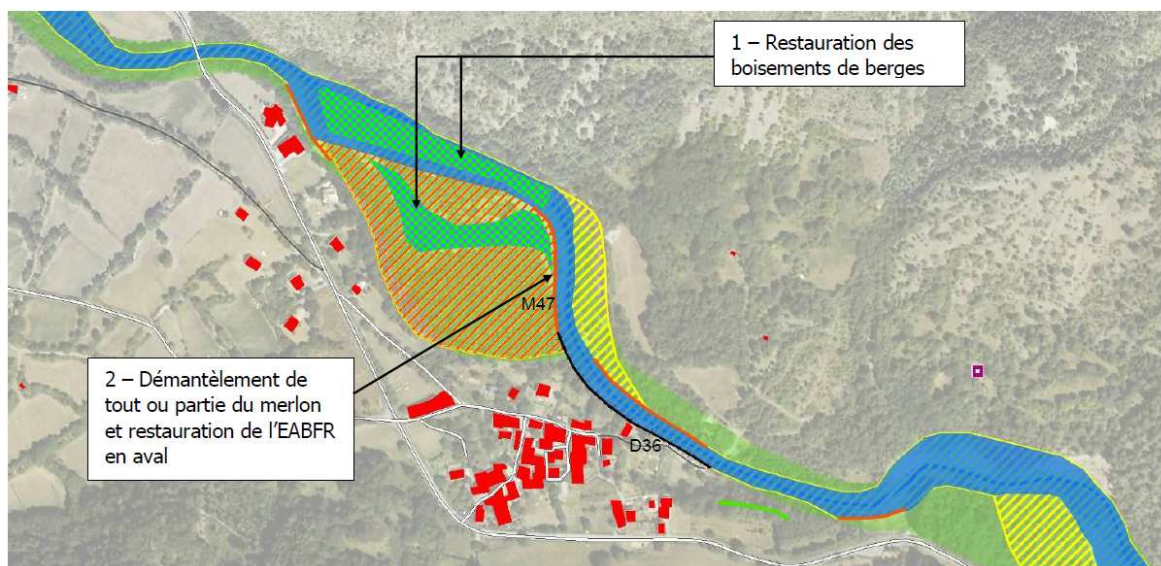 1 – Restauration des
boisements de berges
M47
2 – Démantèlement de
tout ou partie du merlon
et restauration de l'EABFR
en aval
D36